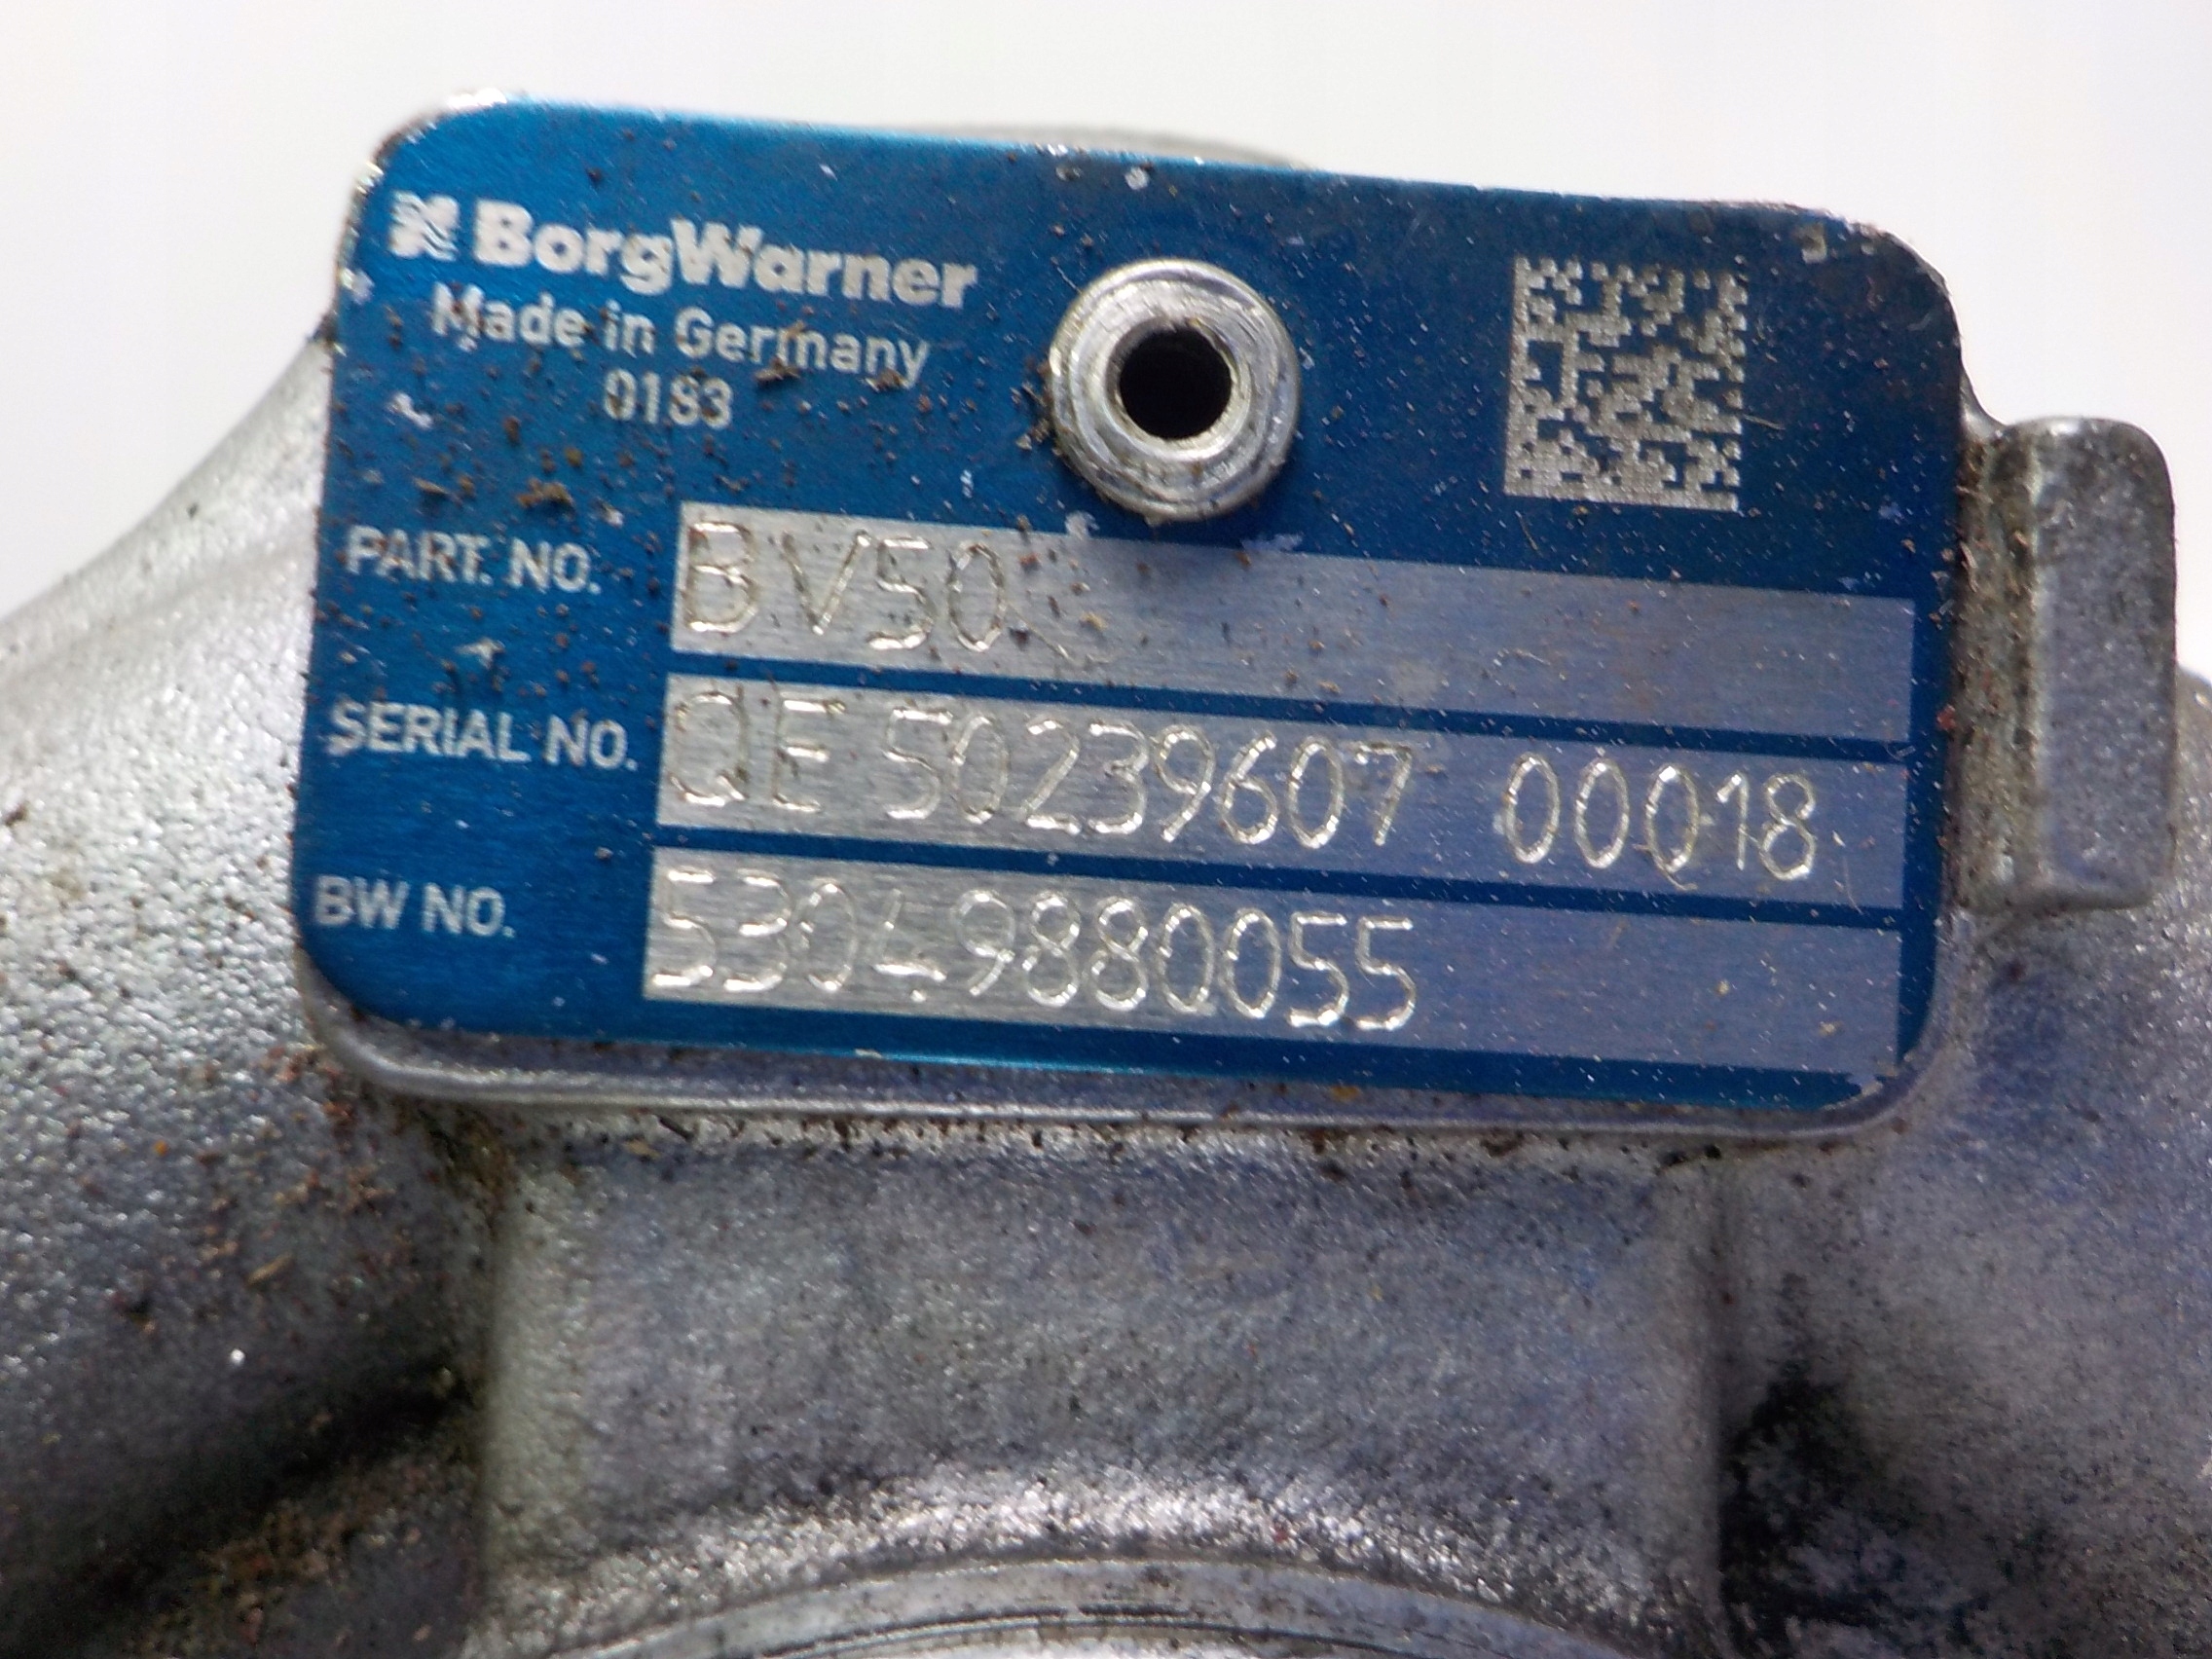 BorgWarner
Made in Germany
0183
PART. NO. BV50
SERIAL NO. QE 50239607 00018
BW NO. 53049880055